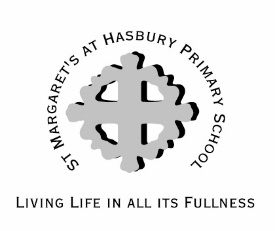 St Margaret's at Hasbury Primary School
Living Life in all its Fullness